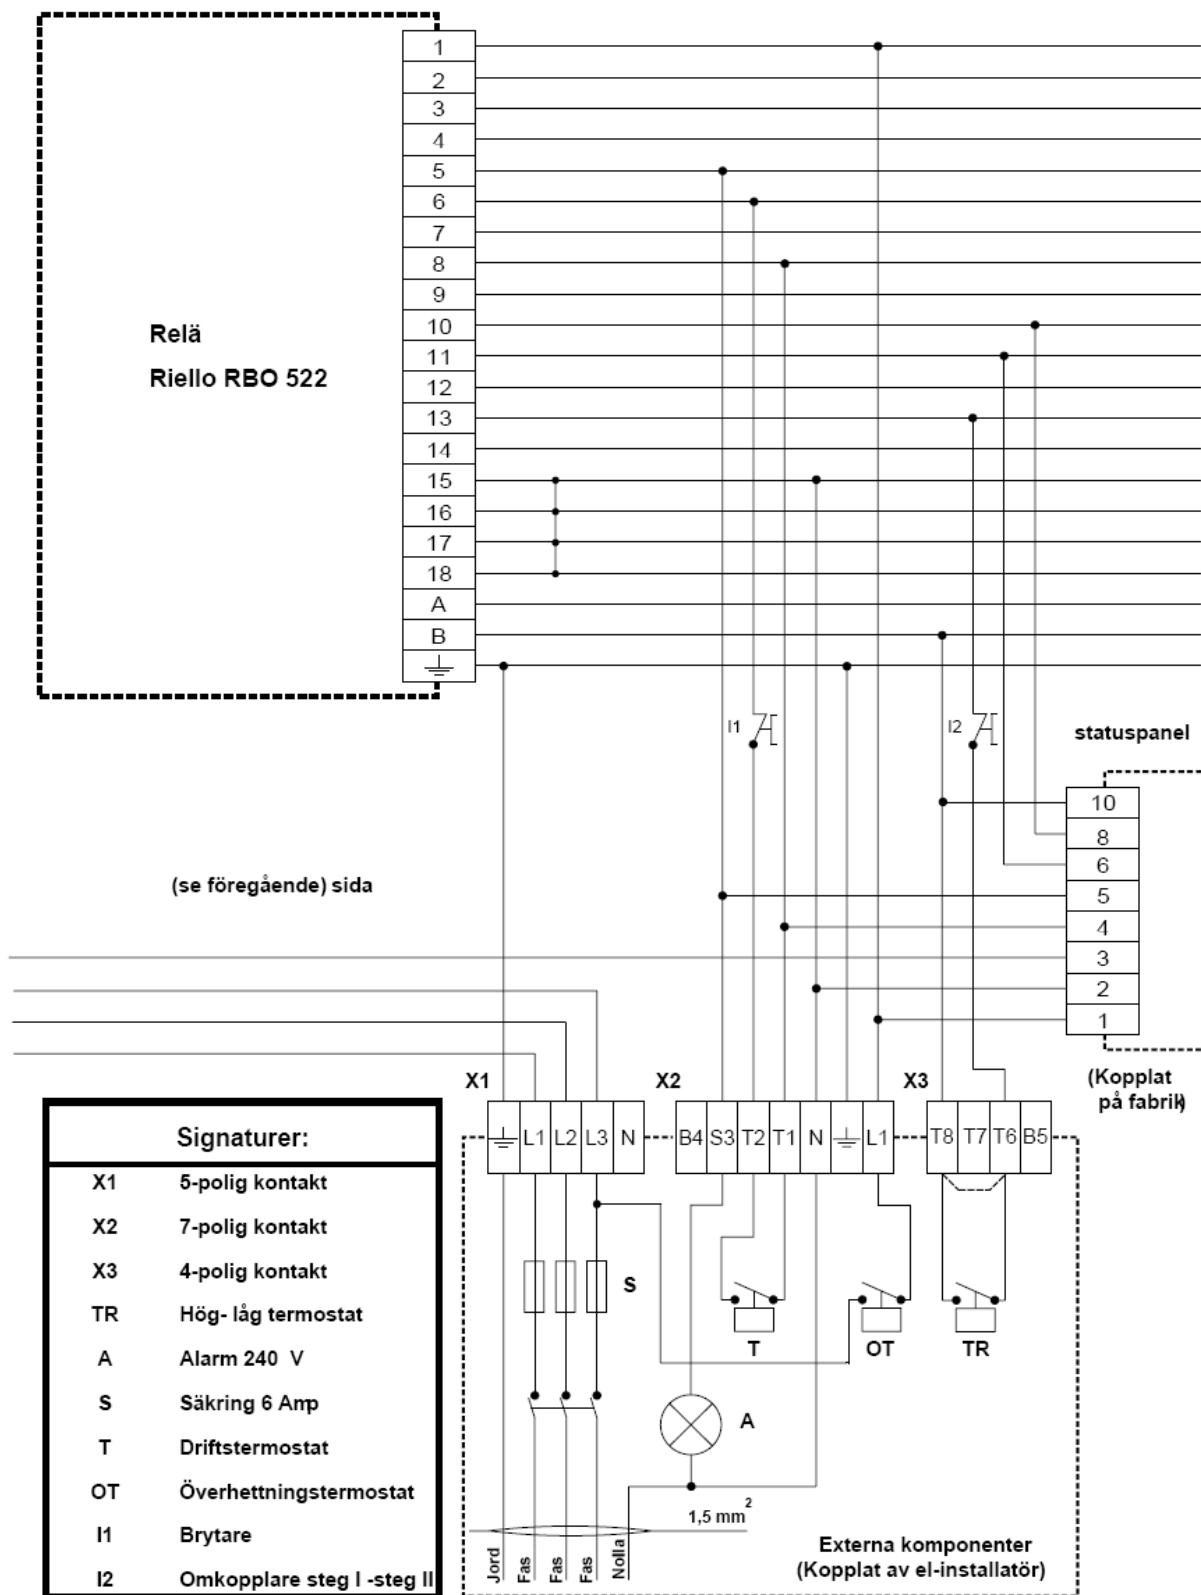 1
2
3
4
5
6
7
8
9
10
11
12
13
14
15
16
17
18
A
B
Relä
Riello RBO 522
I1
I2
statuspanel
10
8
6
5
4
3
2
1
(se föregående) sida
(Kopplat
på fabrik)
X1
X2
X3
L1 L2 L3 N
B4 S3 T2 T1 N L1
T8 T7 T6 B5
Signaturer:
X1 5-polig kontakt
X2 7-polig kontakt
X3 4-polig kontakt
TR Hög- låg termostat
A Alarm 240 V
S Säkring 6 Amp
T Driftstermostat
OT Överhettningstermostat
I1 Brytare
I2 Omkopplare steg I -steg II
S
T
OT
TR
A
1,5 mm²
Jord
Fas
Fas
Fas
Nolla
Externa komponenter
(Kopplat av el-installatör)